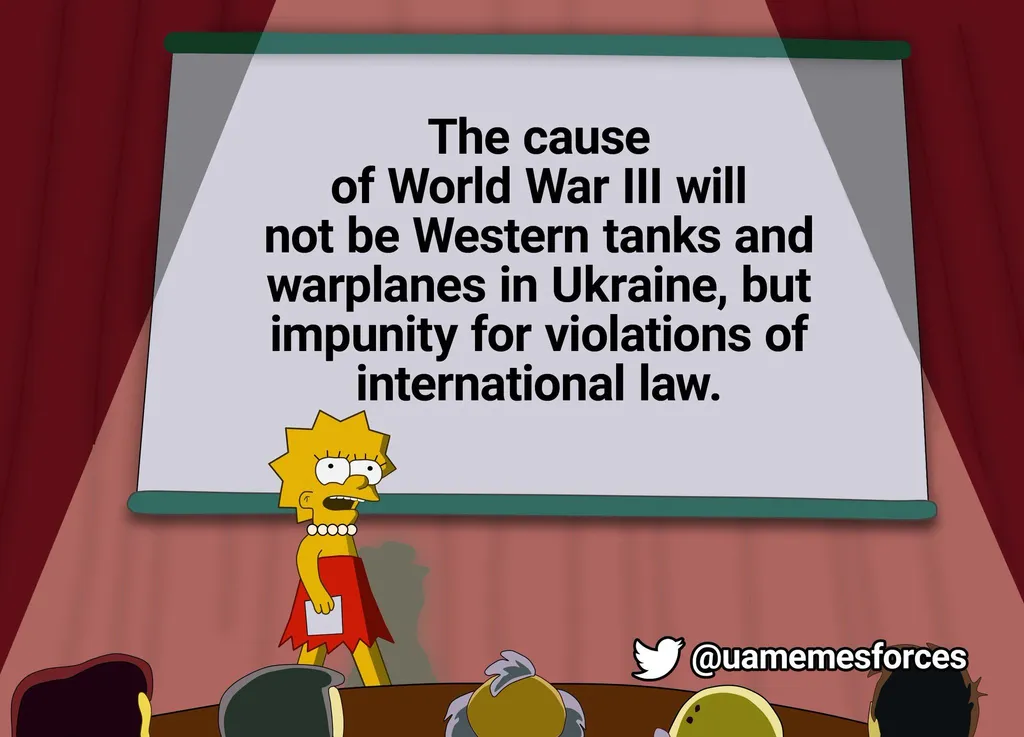 The cause
of World War III will
not be Western tanks and
warplanes in Ukraine, but
impunity for violations of
international law.
@uamemesforces